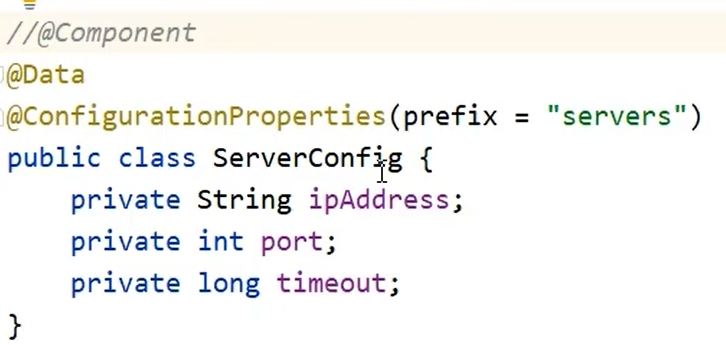 //@Component
@Data
@ConfigurationProperties(prefix = "servers")
public class ServerConfig {
    private String ipAddress;
    private int port;
    private long timeout;
}